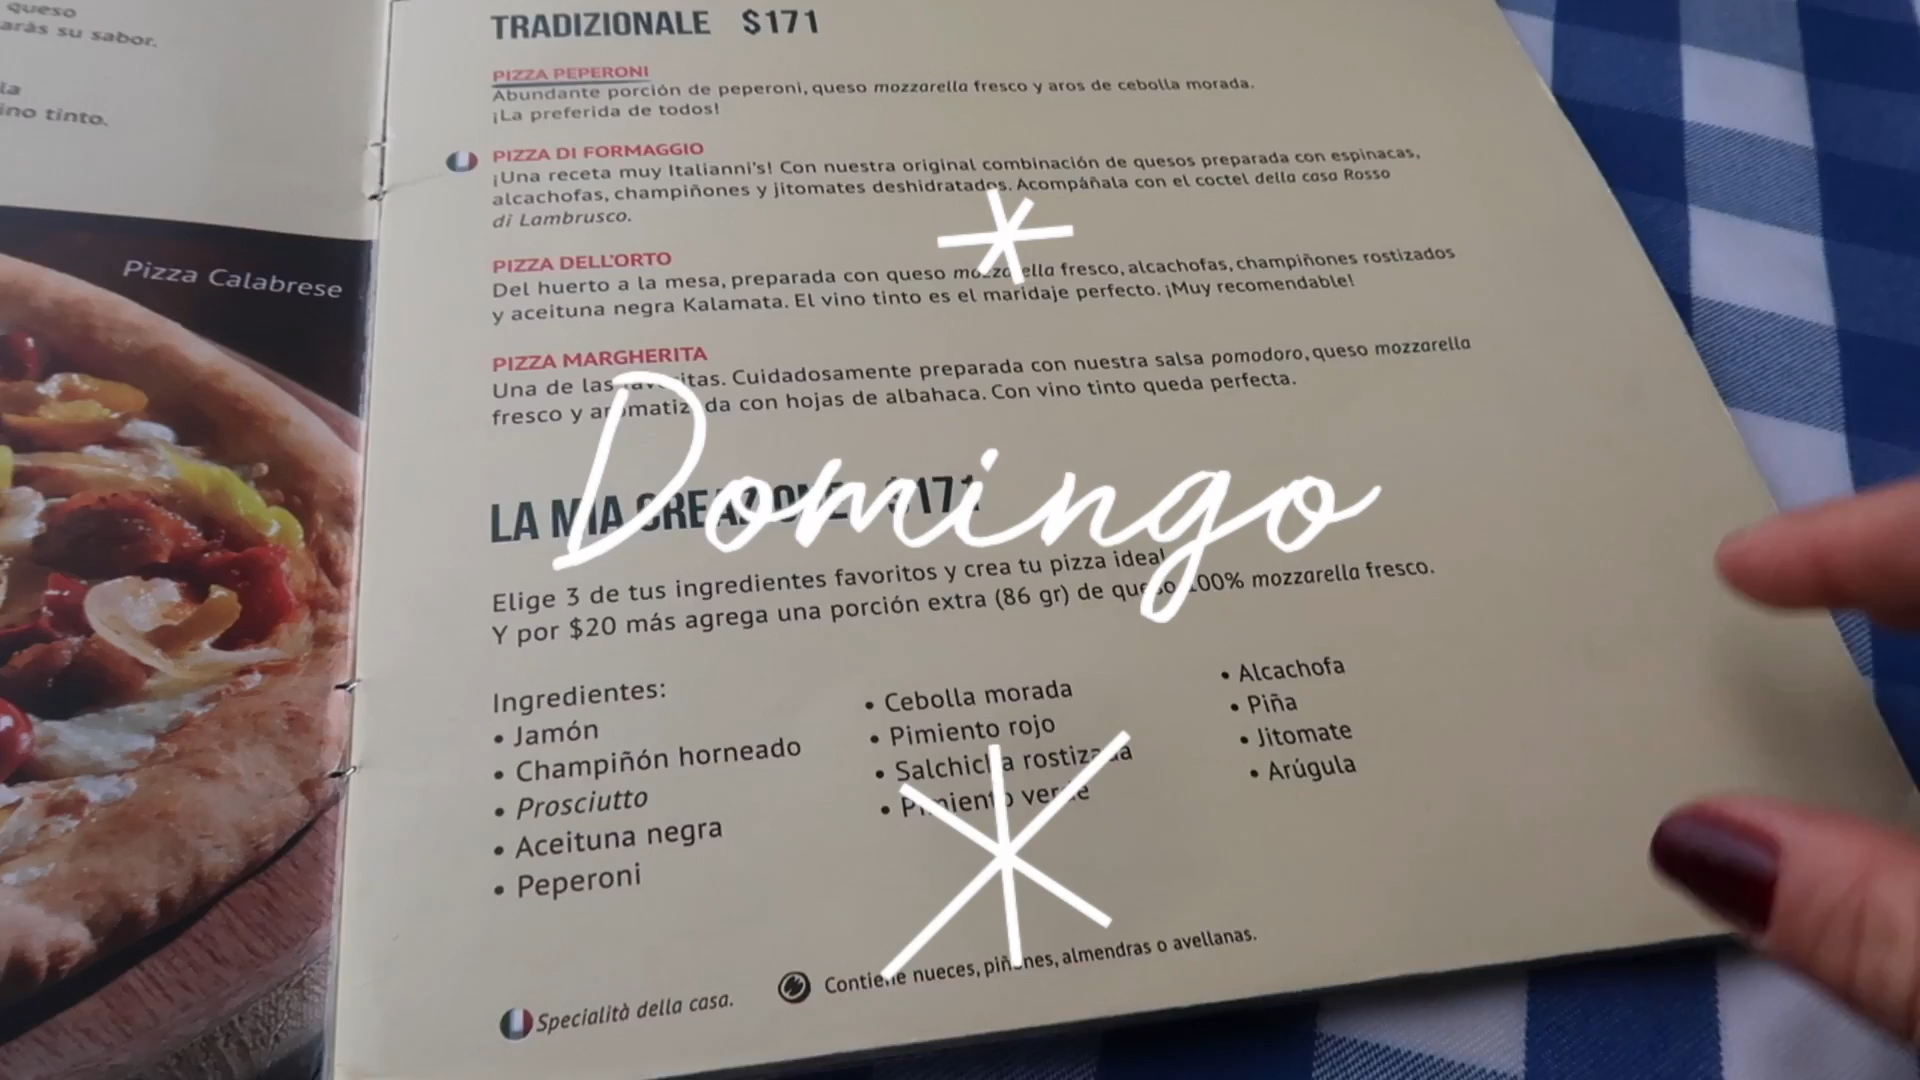 queso
arás su sabor.
la
ino tinto.
Pizza Calabrese
TRADIZIONALE $171
PIZZA PEPERONI
Abundante porción de peperoni, queso mozzarella fresco y aros de cebolla morada.
¡La preferida de todos!
PIZZA DI FORMAGGIO
¡Una receta muy Italianni's! Con nuestra original combinación de quesos preparada con espinacas,
alcachofas, champiñones y jitomates deshidratados. Acompáñala con el coctel della casa Rosso
di Lambrusco.
PIZZA DELL'ORTO
Del huerto a la mesa, preparada con queso mozzarella fresco, alcachofas, champiñones rostizados
y aceituna negra Kalamata. El vino tinto es el maridaje perfecto. ¡Muy recomendable!
PIZZA MARGHERITA
Una de las favoritas. Cuidadosamente preparada con nuestra salsa pomodoro, queso mozzarella
fresco y aromatizada con hojas de albahaca. Con vino tinto queda perfecta.
Domingo
LA MIA CREAZIONE $171
Elige 3 de tus ingredientes favoritos y crea tu pizza ideal
Y por $20 más agrega una porción extra (86 gr) de queso 100% mozzarella fresco.
Ingredientes:
• Jamón
• Champiñón horneado
• Prosciutto
• Aceituna negra
• Peperoni
• Cebolla morada
• Pimiento rojo
• Salchicha rostizada
• Pimiento verde
• Alcachofa
• Piña
• Jitomate
• Arúgula
Specialità della casa.
Contiene nueces, piñones, almendras o avellanas.